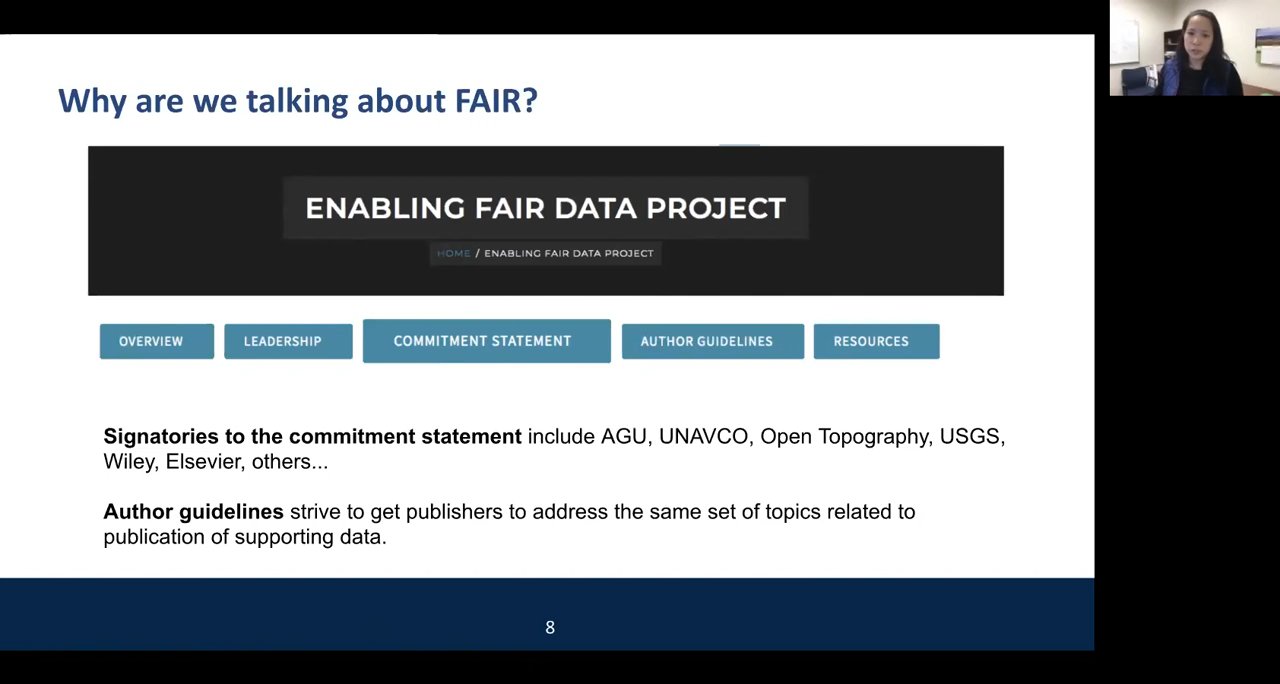 Why are we talking about FAIR?
ENABLING FAIR DATA PROJECT
HOME / ENABLING FAIR DATA PROJECT
OVERVIEW
LEADERSHIP
COMMITMENT STATEMENT
AUTHOR GUIDELINES
RESOURCES
Signatories to the commitment statement include AGU, UNAVCO, Open Topography, USGS,
Wiley, Elsevier, others...
Author guidelines strive to get publishers to address the same set of topics related to
publication of supporting data.
8